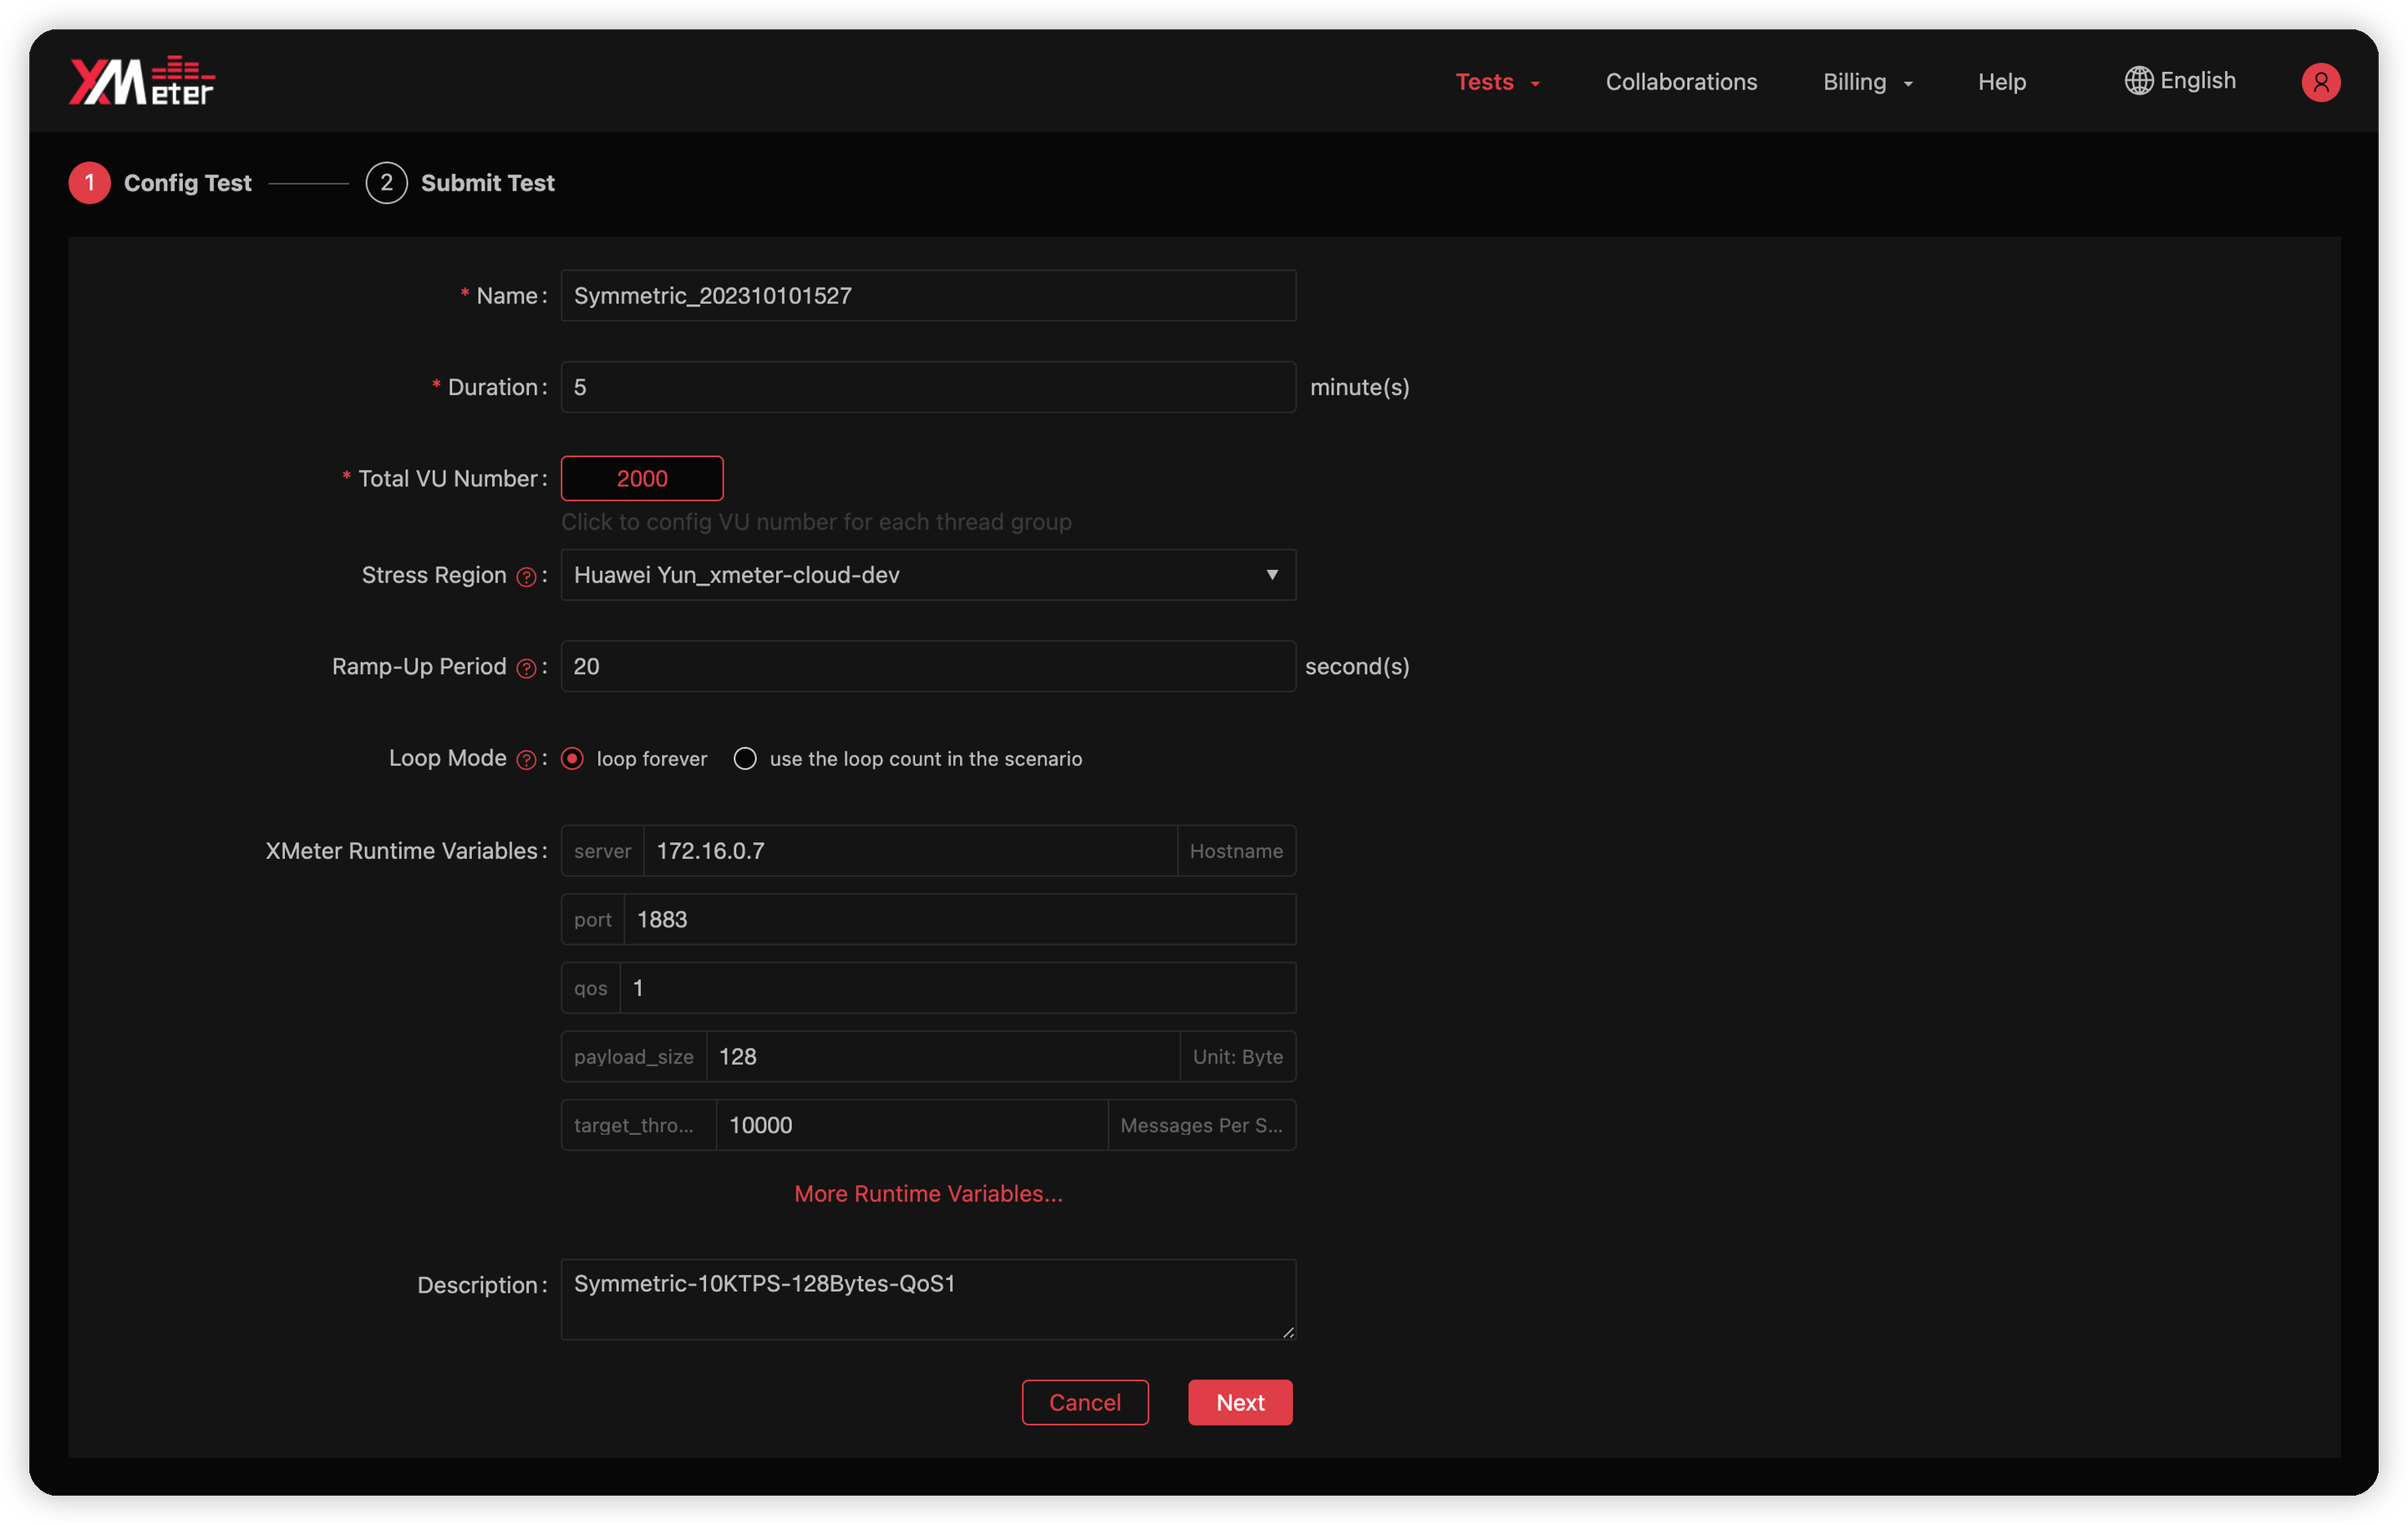 XMeter
Tests
Collaborations
Billing
Help
English
1 Config Test
2 Submit Test
* Name: Symmetric_202310101527
* Duration: 5 minute(s)
* Total VU Number: 2000
Click to config VU number for each thread group
Stress Region ? : Huawei Yun_xmeter-cloud-dev
Ramp-Up Period ? : 20 second(s)
Loop Mode ? : loop forever use the loop count in the scenario
XMeter Runtime Variables: server 172.16.0.7 Hostname
port 1883
qos 1
payload_size 128 Unit: Byte
target_thro... 10000 Messages Per S...
More Runtime Variables...
Description: Symmetric-10KTPS-128Bytes-QoS1
Cancel
Next